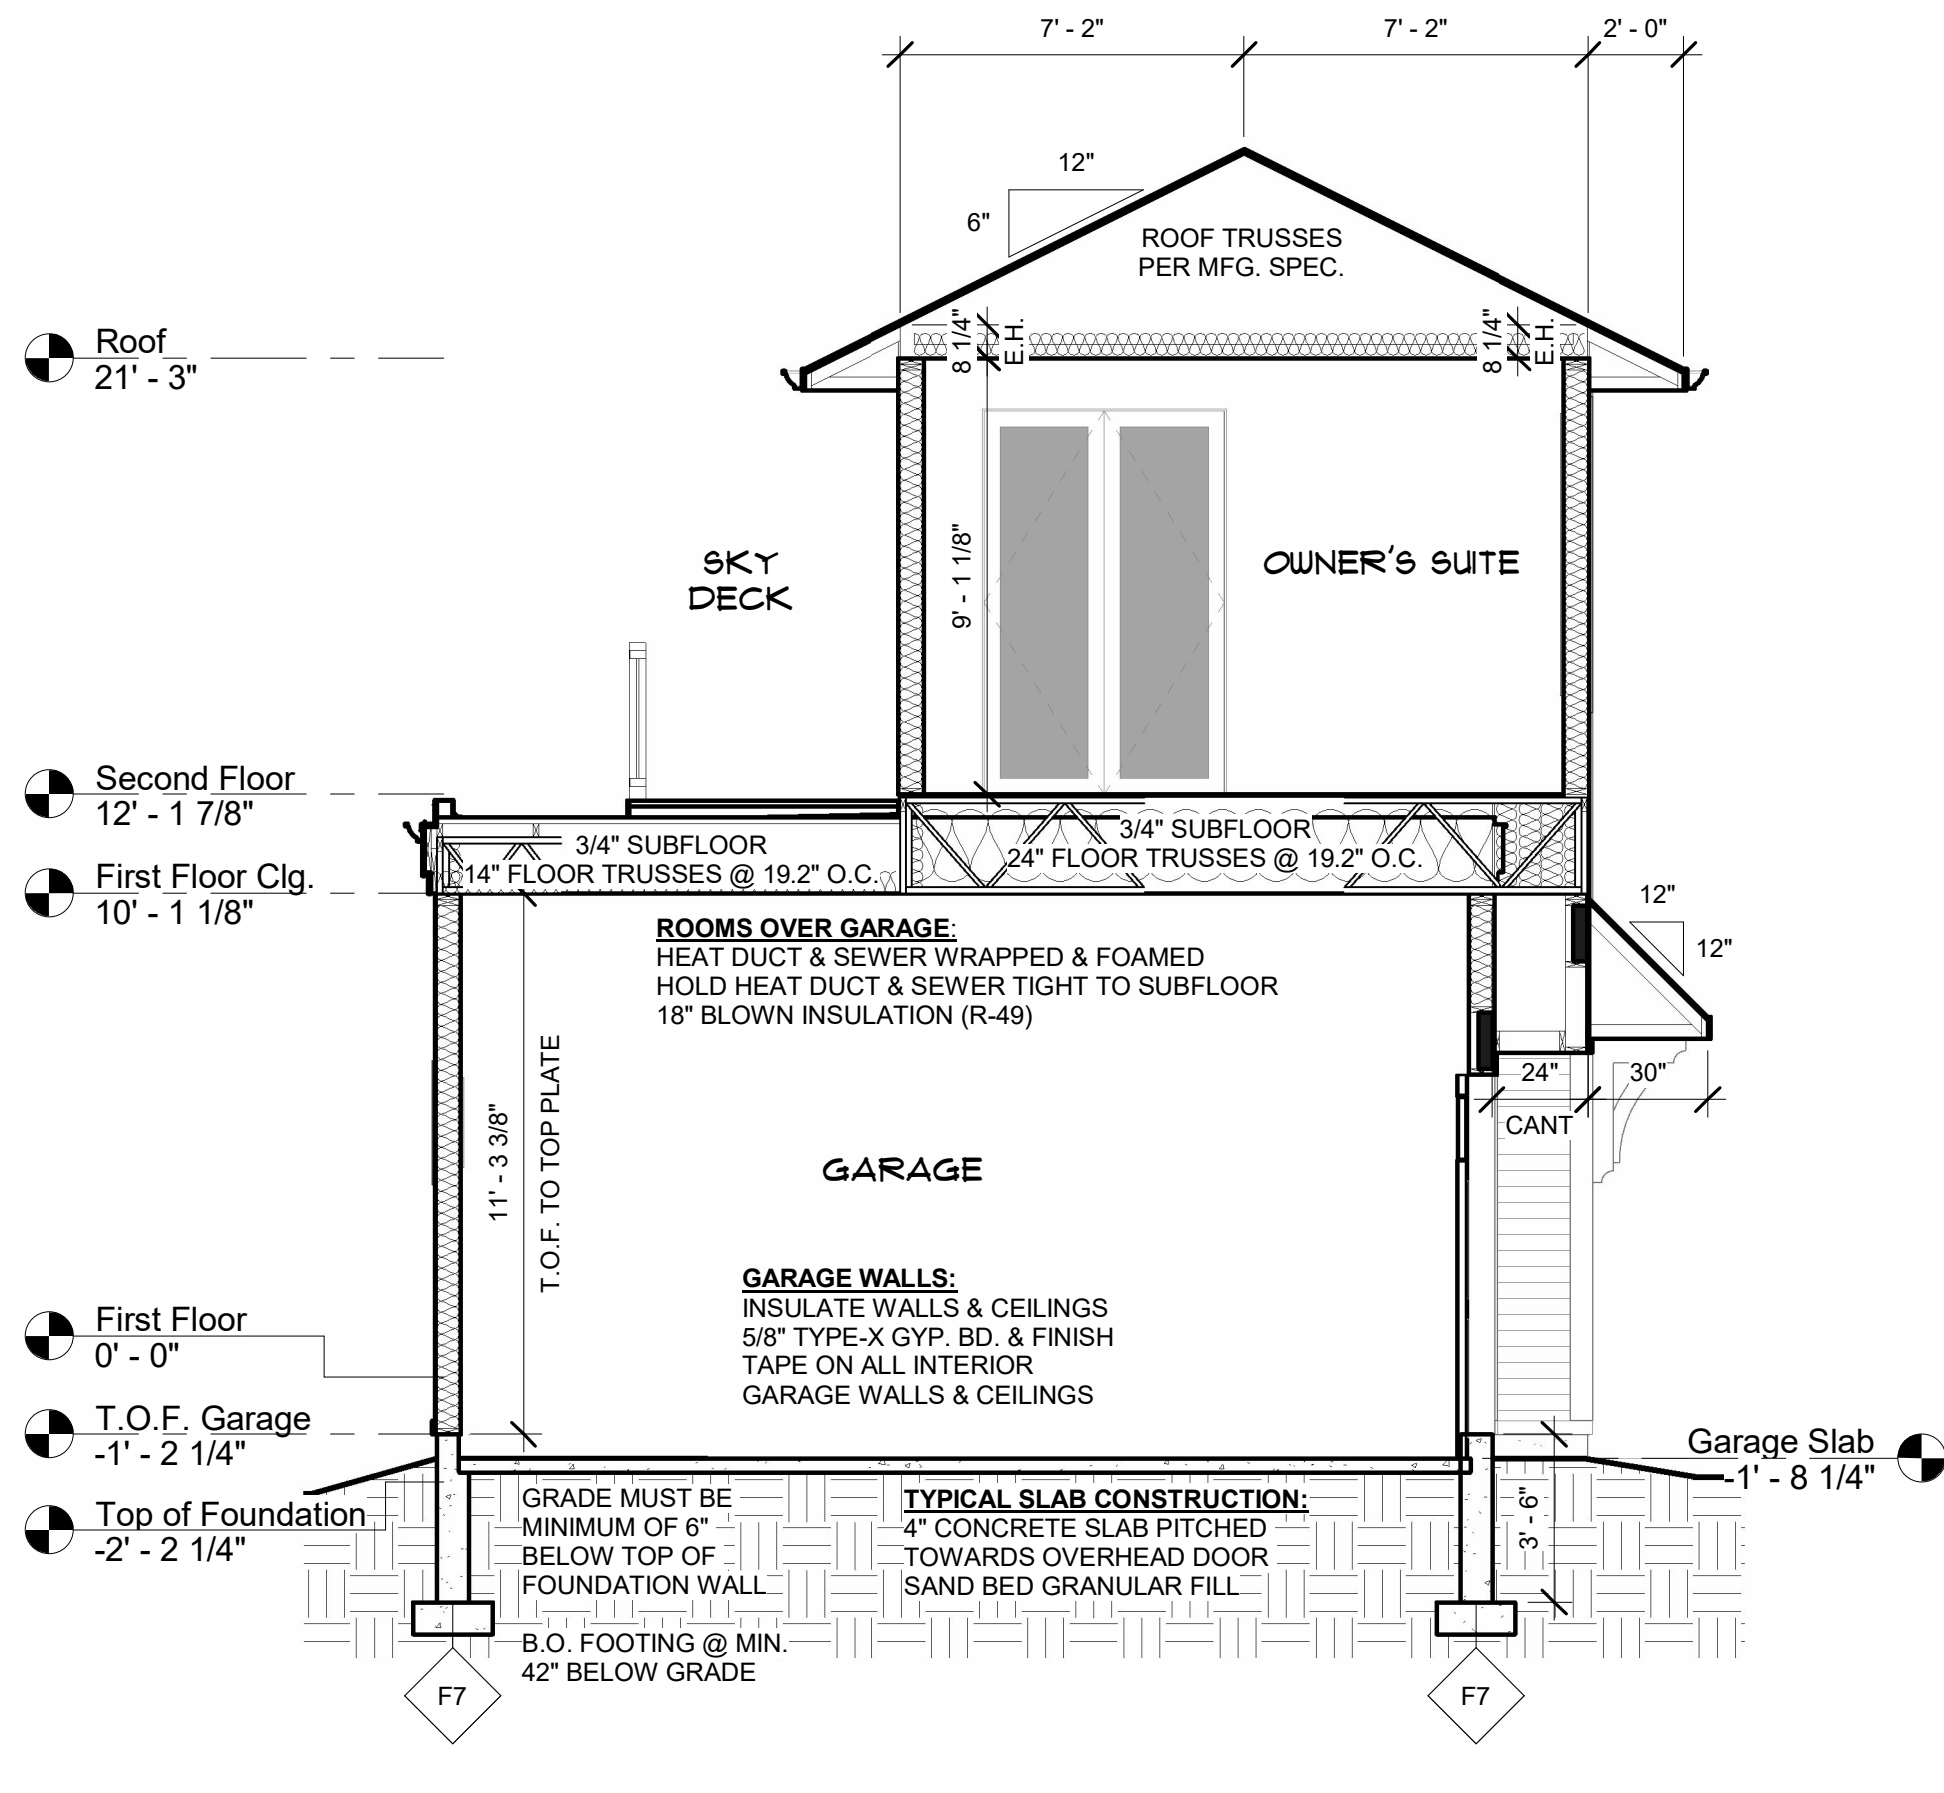 7' - 2"
7' - 2"
2' - 0"
12"
6"
ROOF TRUSSES
PER MFG. SPEC.
8 1/4"
E.H.
8 1/4"
E.H.
Roof
21' - 3"
9' - 1 1/8"
SKY
DECK
OWNER'S SUITE
Second Floor
12' - 1 7/8"
3/4" SUBFLOOR
14" FLOOR TRUSSES @ 19.2" O.C.
3/4" SUBFLOOR
24" FLOOR TRUSSES @ 19.2" O.C.
First Floor Clg.
10' - 1 1/8"
12"
12"
ROOMS OVER GARAGE:
HEAT DUCT & SEWER WRAPPED & FOAMED
HOLD HEAT DUCT & SEWER TIGHT TO SUBFLOOR
18" BLOWN INSULATION (R-49)
24"
30"
CANT
11' - 3 3/8"
T.O.F. TO TOP PLATE
GARAGE
GARAGE WALLS:
INSULATE WALLS & CEILINGS
5/8" TYPE-X GYP. BD. & FINISH
TAPE ON ALL INTERIOR
GARAGE WALLS & CEILINGS
First Floor
0' - 0"
T.O.F. Garage
-1' - 2 1/4"
Garage Slab
-1' - 8 1/4"
Top of Foundation
-2' - 2 1/4"
GRADE MUST BE
MINIMUM OF 6"
BELOW TOP OF
FOUNDATION WALL
TYPICAL SLAB CONSTRUCTION:
4" CONCRETE SLAB PITCHED
TOWARDS OVERHEAD DOOR
SAND BED GRANULAR FILL
3' - 6"
B.O. FOOTING @ MIN.
42" BELOW GRADE
F7
F7